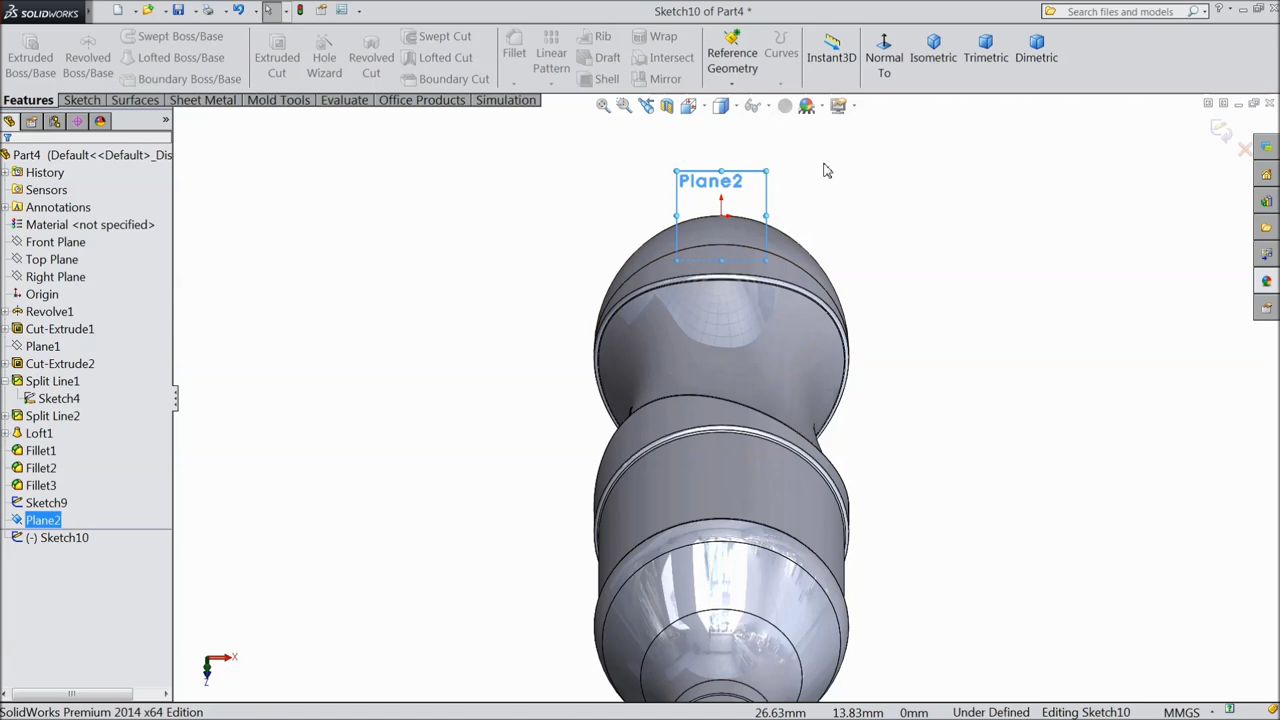 SOLIDWORKS
Sketch10 of Part4 *
Search files and models
Extruded Boss/Base
Revolved Boss/Base
Swept Boss/Base
Lofted Boss/Base
Boundary Boss/Base
Extruded Cut
Hole Wizard
Revolved Cut
Swept Cut
Lofted Cut
Boundary Cut
Fillet
Linear Pattern
Rib
Draft
Shell
Wrap
Intersect
Mirror
Reference Geometry
Curves
Instant3D
Normal To
Isometric
Trimetric
Dimetric
Features Sketch Surfaces Sheet Metal Mold Tools Evaluate Office Products Simulation
Part4 (Default<<Default>_Dis
History
Sensors
Annotations
Material <not specified>
Front Plane
Top Plane
Right Plane
Origin
Revolve1
Cut-Extrude1
Plane1
Cut-Extrude2
Split Line1
Sketch4
Split Line2
Loft1
Fillet1
Fillet2
Fillet3
Sketch9
Plane2
(-) Sketch10
Plane2
X
Z
SolidWorks Premium 2014 x64 Edition
26.63mm 13.83mm 0mm Under Defined Editing Sketch10 MMGS